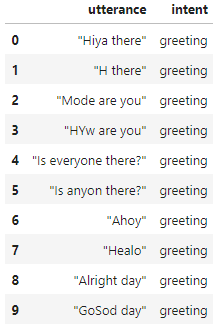 utterance intent
0 "Hiya there" greeting
1 "H there" greeting
2 "Mode are you" greeting
3 "HYw are you" greeting
4 "Is everyone there?" greeting
5 "Is anyon there?" greeting
6 "Ahoy" greeting
7 "Healo" greeting
8 "Alright day" greeting
9 "GoSod day" greeting